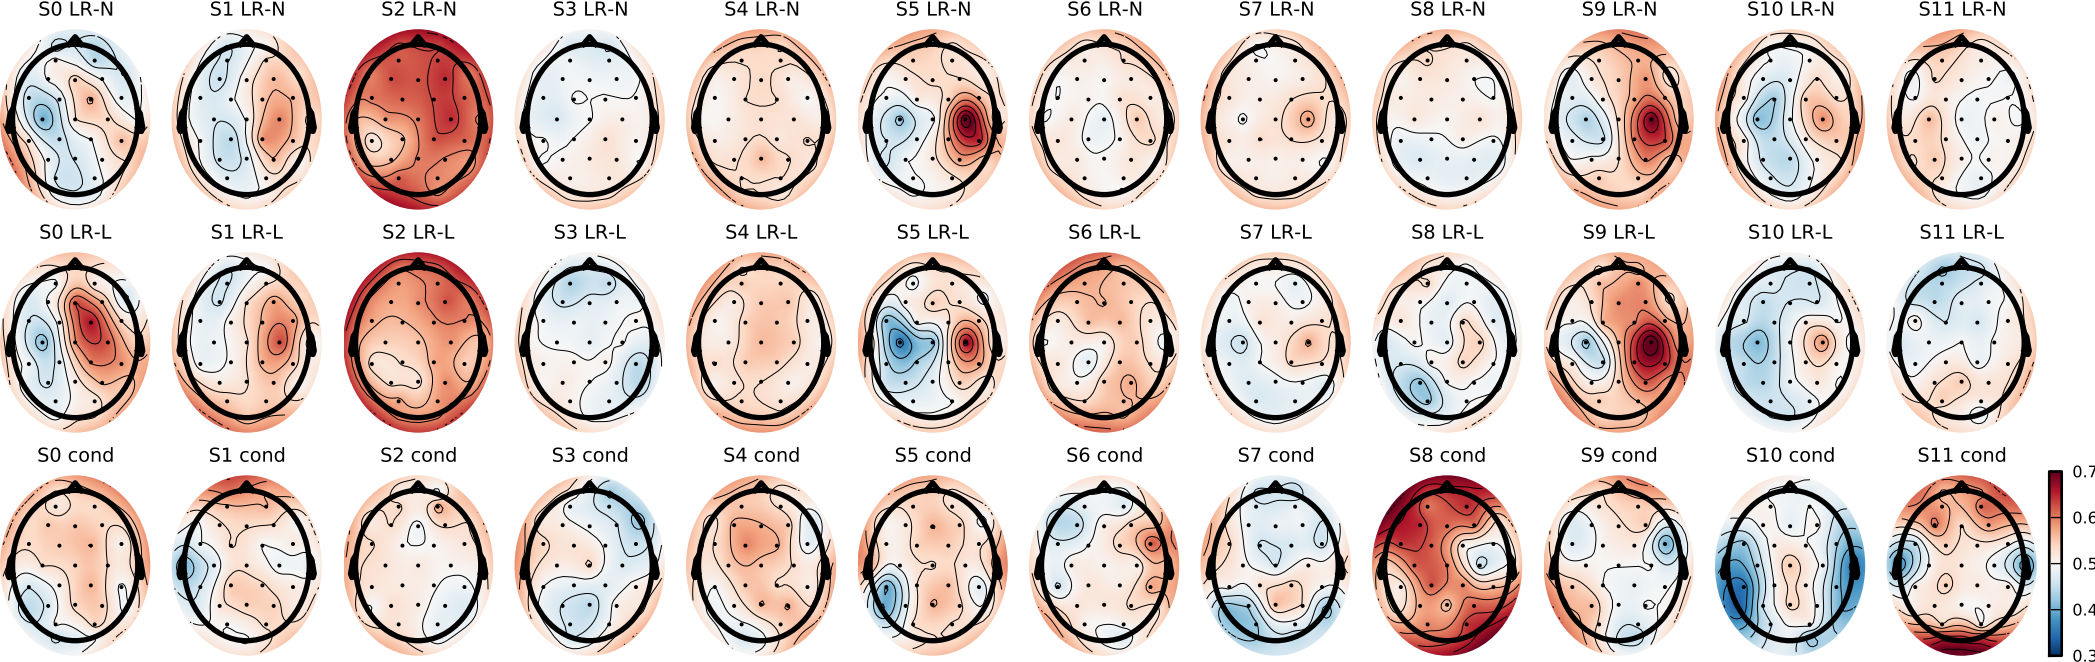 S0 LR-N S1 LR-N S2 LR-N S3 LR-N S4 LR-N S5 LR-N S6 LR-N S7 LR-N S8 LR-N S9 LR-N S10 LR-N S11 LR-N
S0 LR-L S1 LR-L S2 LR-L S3 LR-L S4 LR-L S5 LR-L S6 LR-L S7 LR-L S8 LR-L S9 LR-L S10 LR-L S11 LR-L
S0 cond S1 cond S2 cond S3 cond S4 cond S5 cond S6 cond S7 cond S8 cond S9 cond S10 cond S11 cond
0.7
0.6
0.5
0.4
0.3